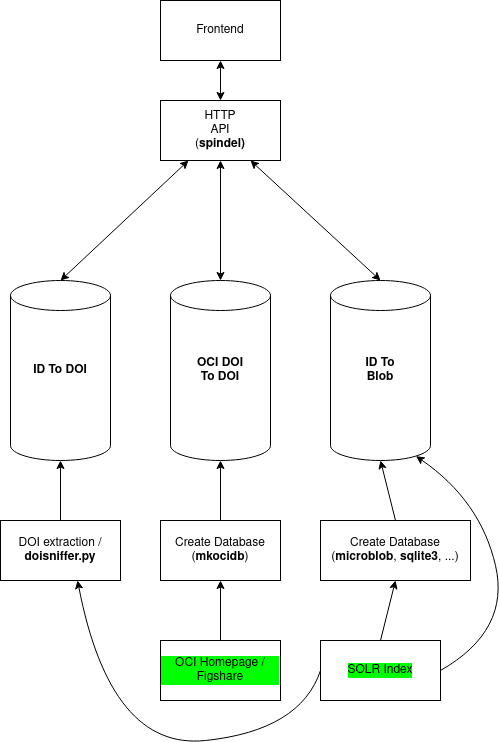 Frontend
HTTP
API
(spindel)
ID To DOI
OCI DOI
To DOI
ID To
Blob
DOI extraction /
doisniffer.py
Create Database
(mkocidb)
Create Database
(microblob, sqlite3, ...)
OCI Homepage /
Figshare
SOLR Index